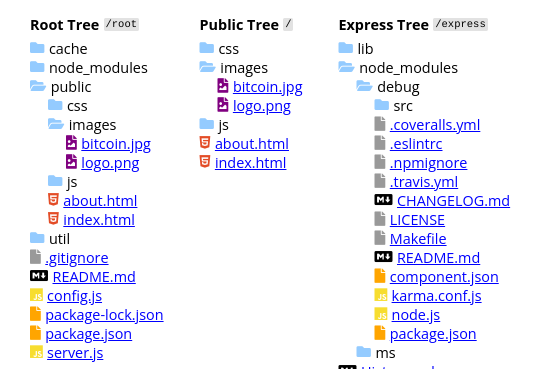 Root Tree /root
cache
node_modules
public
css
images
bitcoin.jpg
logo.png
js
about.html
index.html
util
.gitignore
README.md
config.js
package-lock.json
package.json
server.js
Public Tree /
css
images
bitcoin.jpg
logo.png
js
about.html
index.html
Express Tree /express
lib
node_modules
debug
src
.coveralls.yml
.eslintrc
.npmignore
.travis.yml
CHANGELOG.md
LICENSE
Makefile
README.md
component.json
karma.conf.js
node.js
package.json
ms